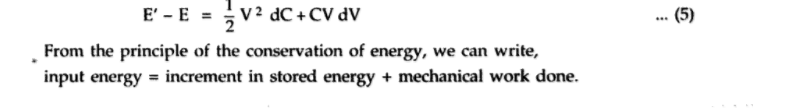 E′ – E = 1/2 V² dC + CV dV ... (5)
From the principle of the conservation of energy, we can write,
input energy = increment in stored energy + mechanical work done.